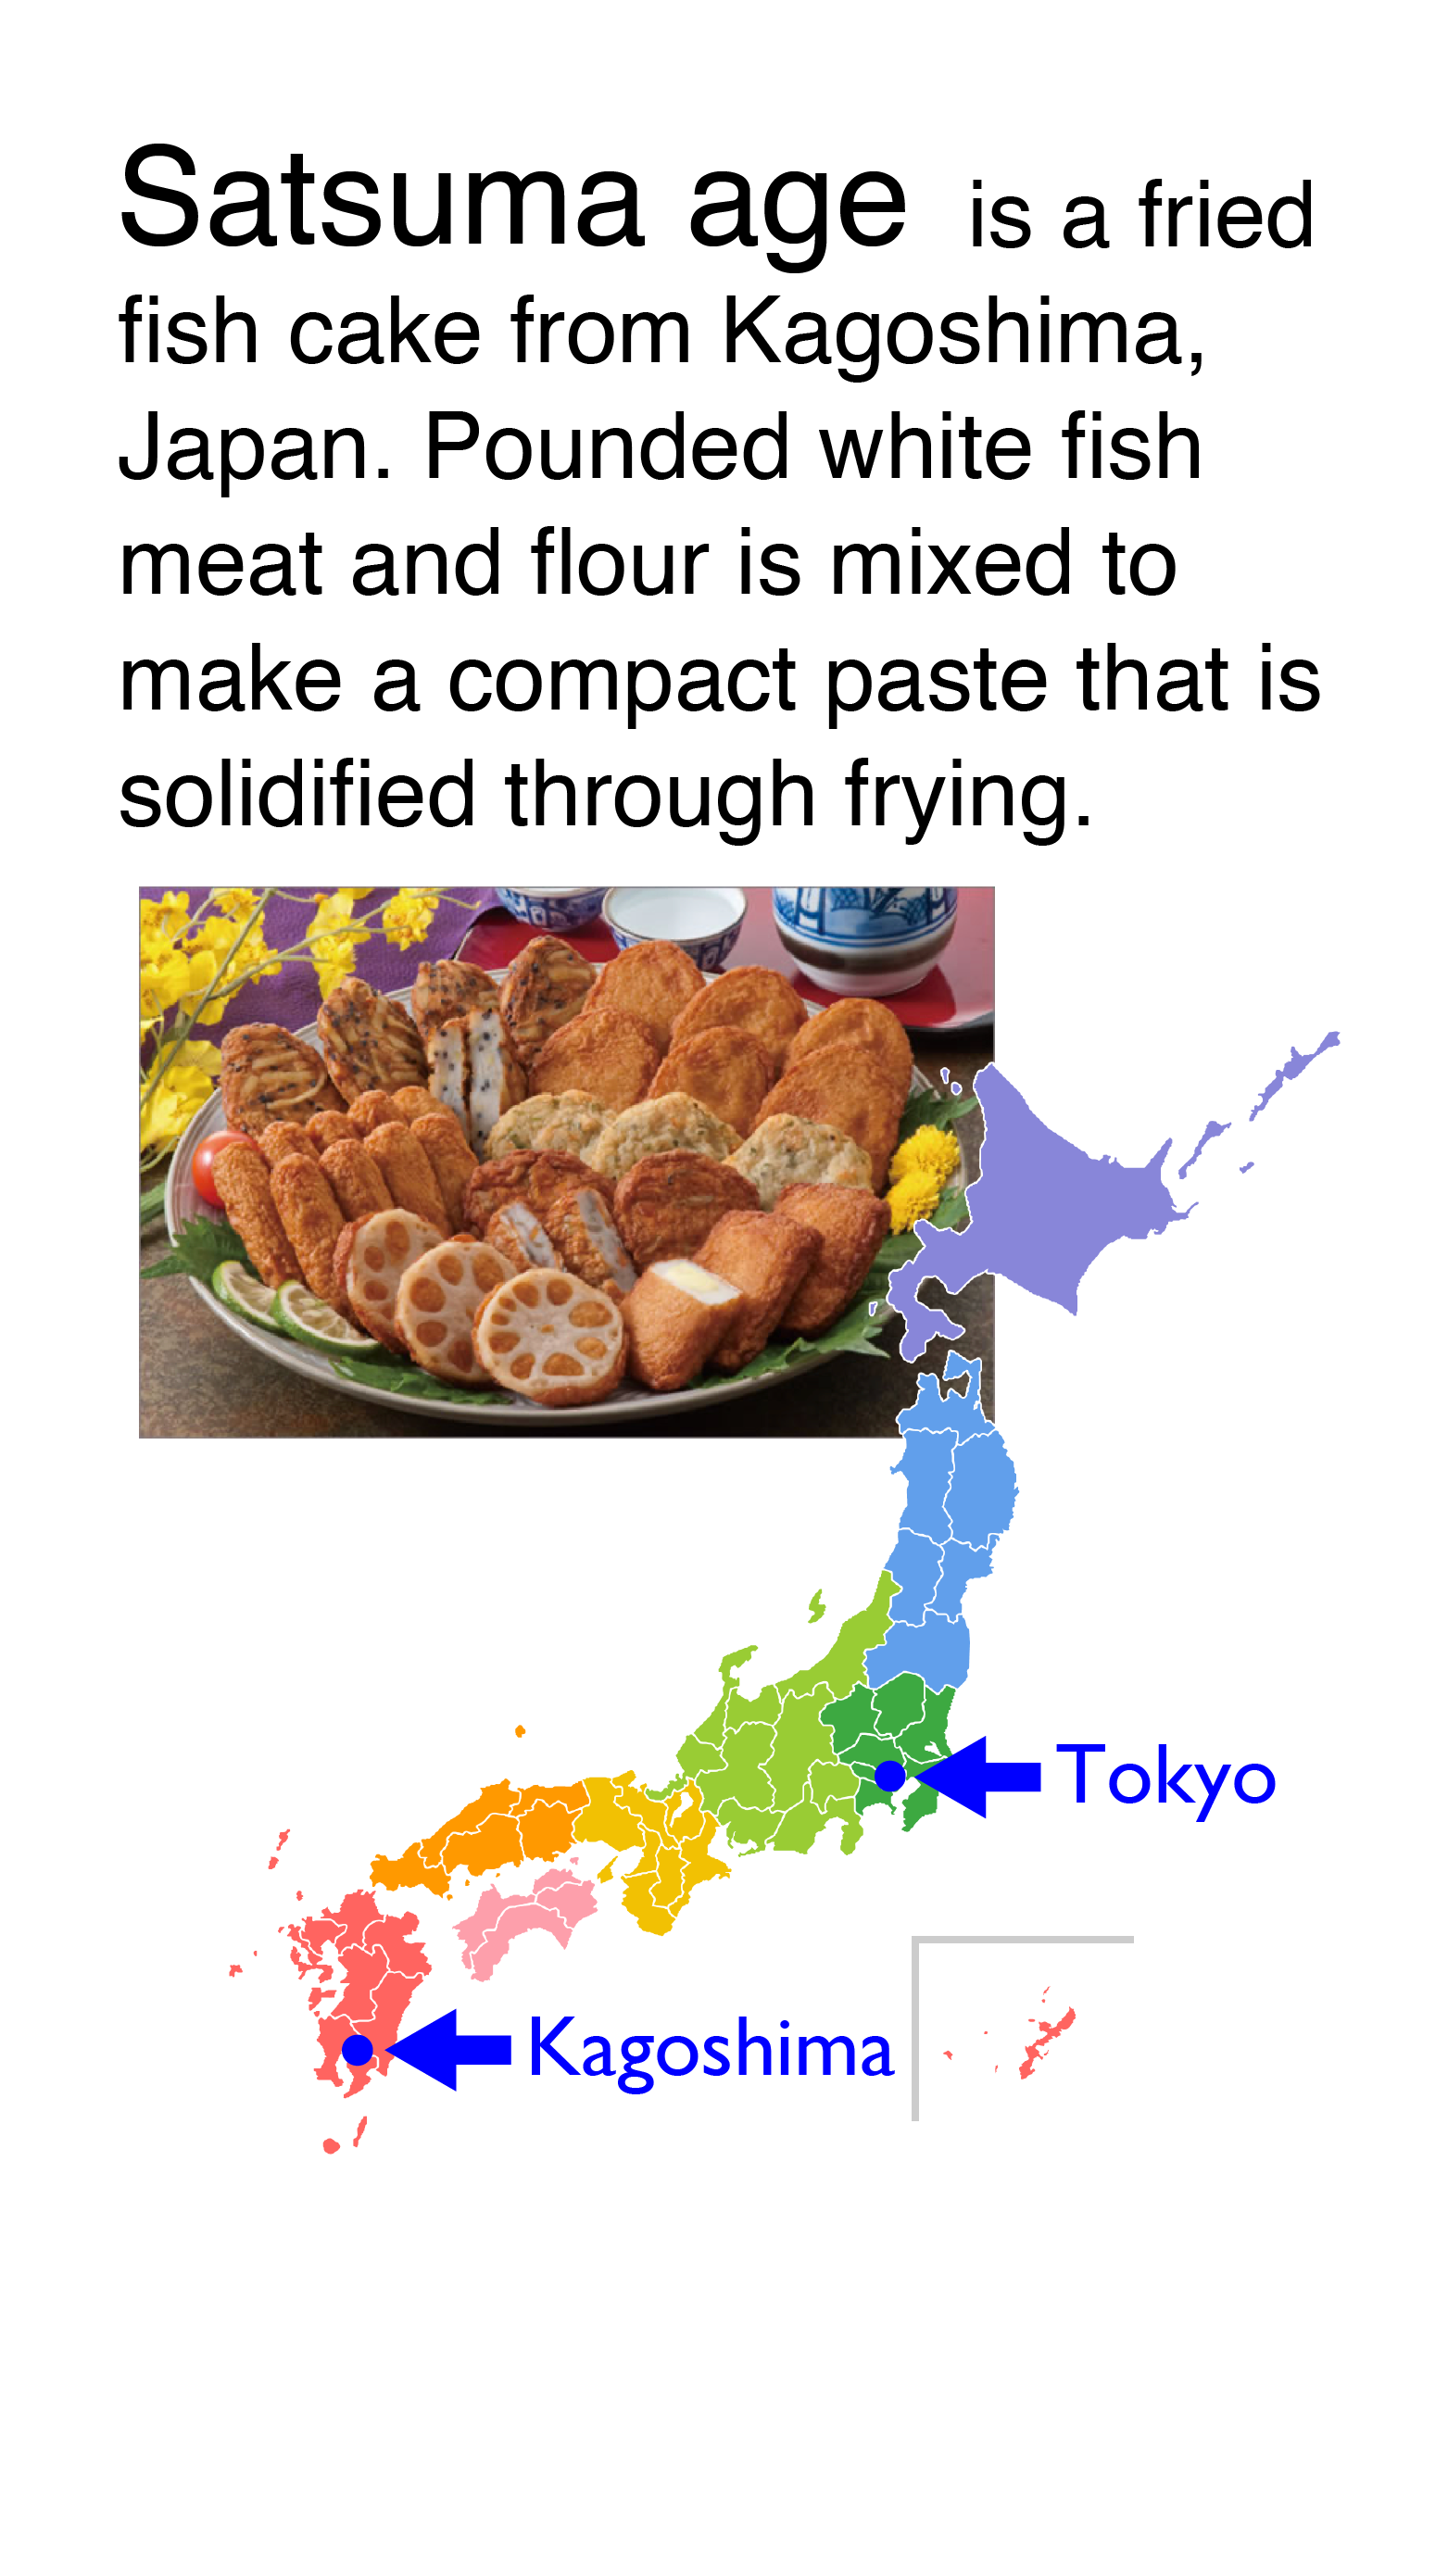 Satsuma age is a fried
fish cake from Kagoshima,
Japan. Pounded white fish
meat and flour is mixed to
make a compact paste that is
solidified through frying.
Tokyo
Kagoshima